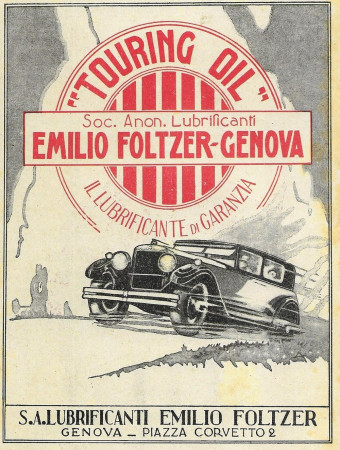 "TOURING OIL"
Soc. Anon. Lubrificanti
EMILIO FOLTZER-GENOVA
IL LUBRIFICANTE DI GARANZIA
S.A. LUBRIFICANTI EMILIO FOLTZER
GENOVA _ PIAZZA CORVETTO 2